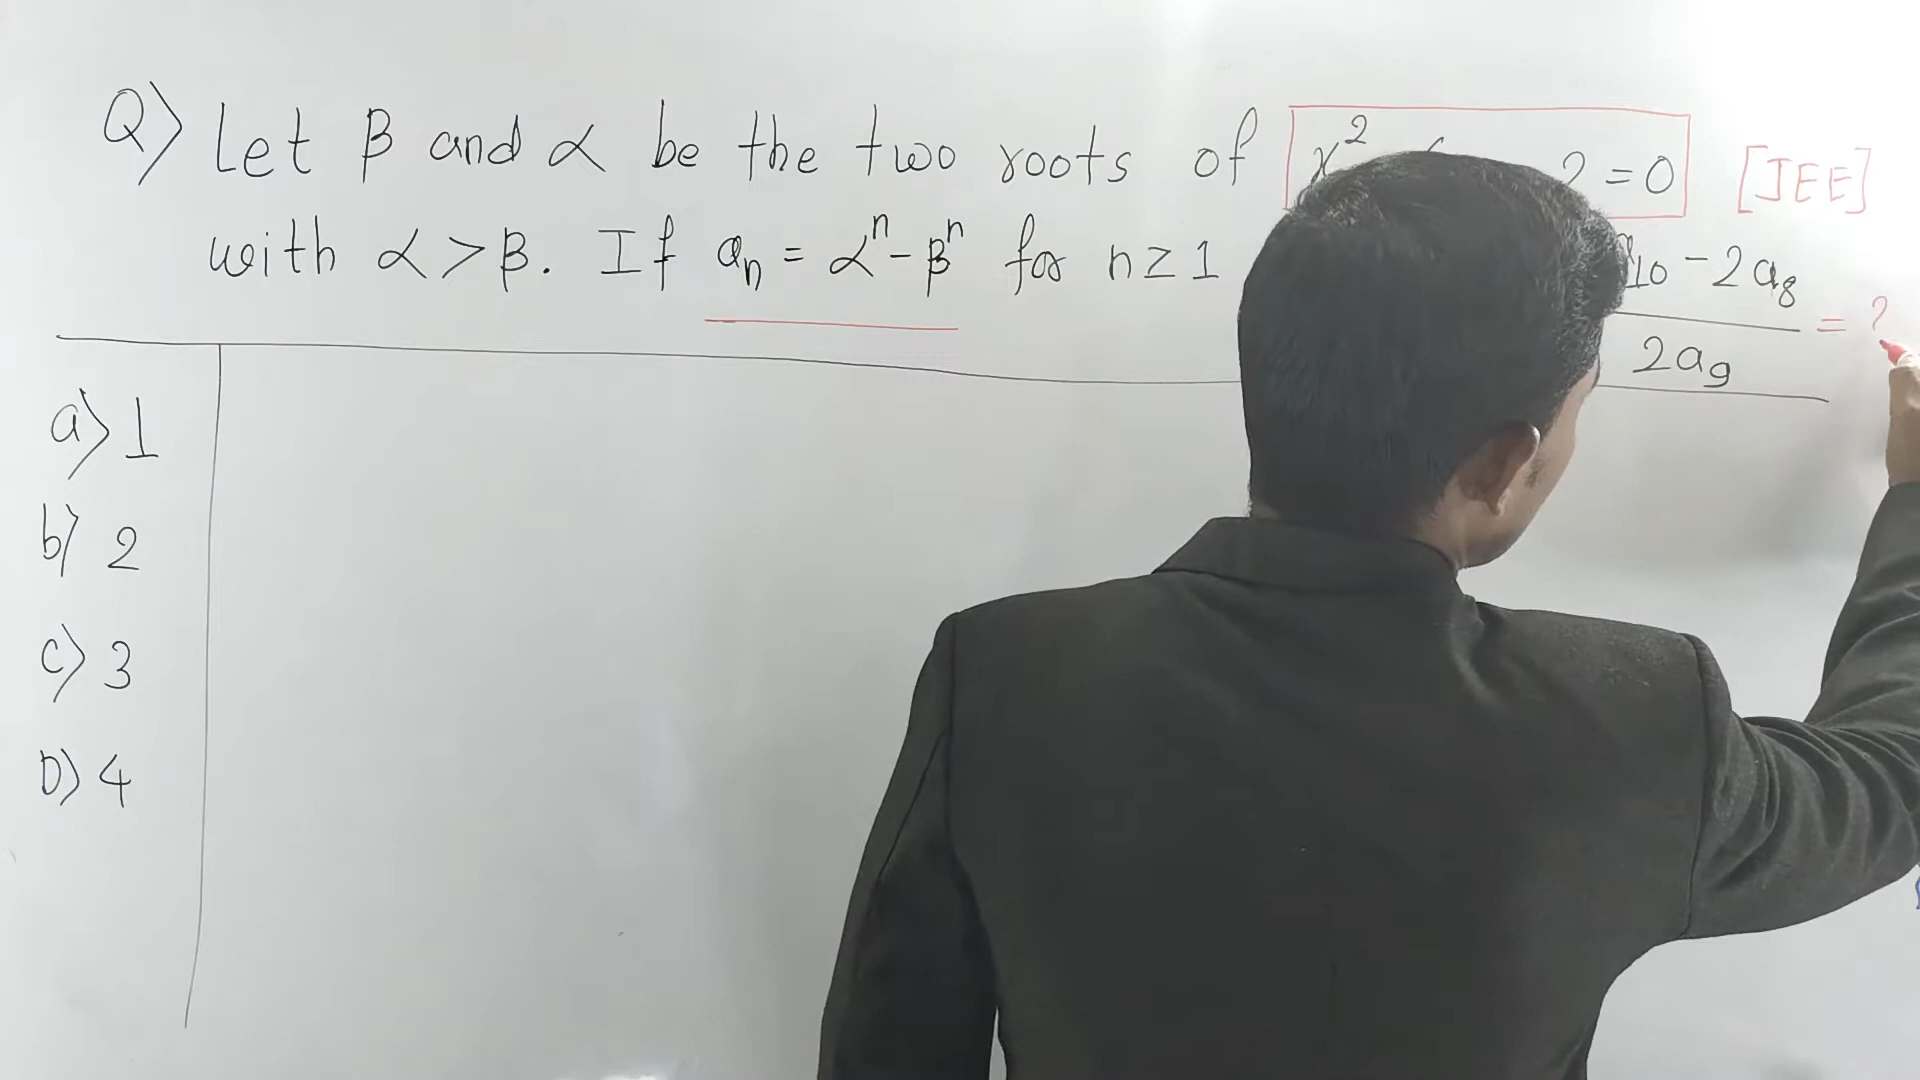 Q) Let β and α be the two roots of x² 2 = 0 [JEE]
with α > β. If aₙ = αⁿ - βⁿ for n ≥ 1 10 - 2a₈
= ?
2a₉
a) 1
b) 2
c) 3
D) 4